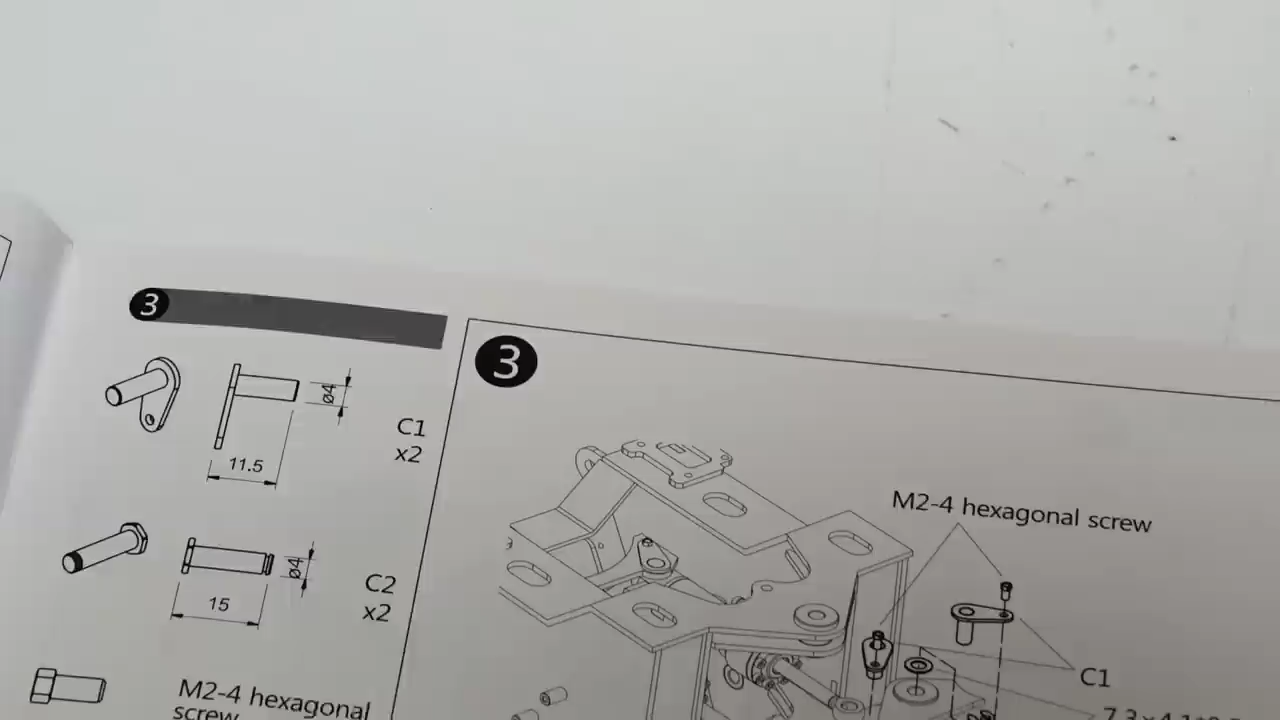 3
ø4
C1
x2
11.5
ø4
C2
x2
15
M2-4 hexagonal
screw
3
M2-4 hexagonal screw
C1